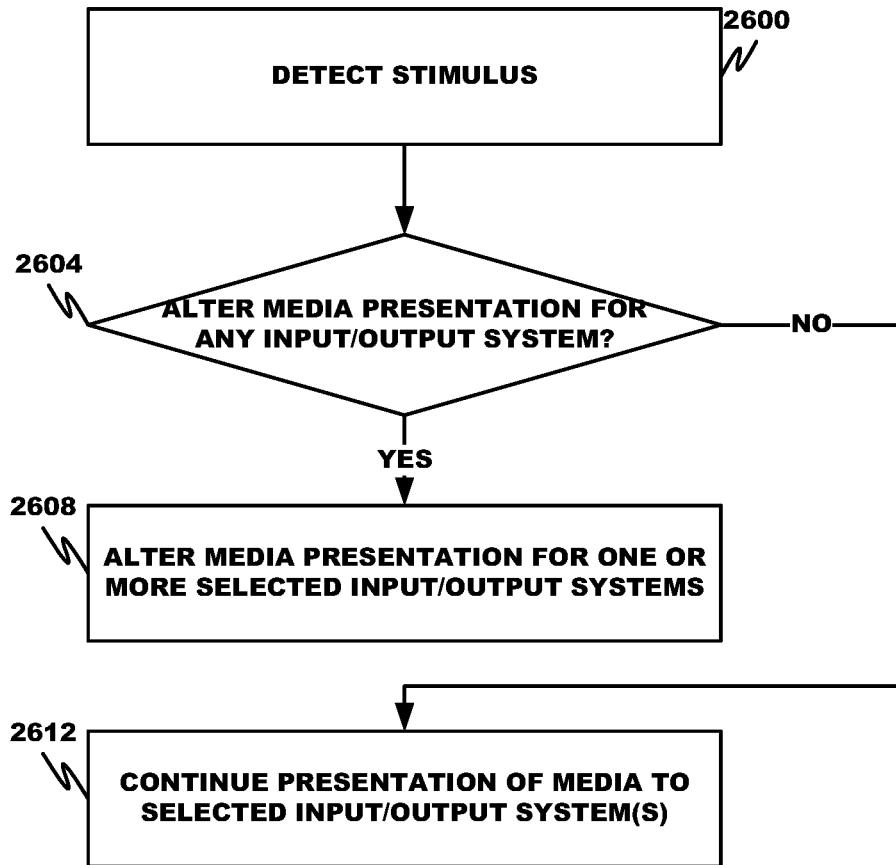 2600
DETECT STIMULUS
2604
ALTER MEDIA PRESENTATION FOR
ANY INPUT/OUTPUT SYSTEM?
NO
YES
2608
ALTER MEDIA PRESENTATION FOR ONE OR
MORE SELECTED INPUT/OUTPUT SYSTEMS
2612
CONTINUE PRESENTATION OF MEDIA TO
SELECTED INPUT/OUTPUT SYSTEM(S)